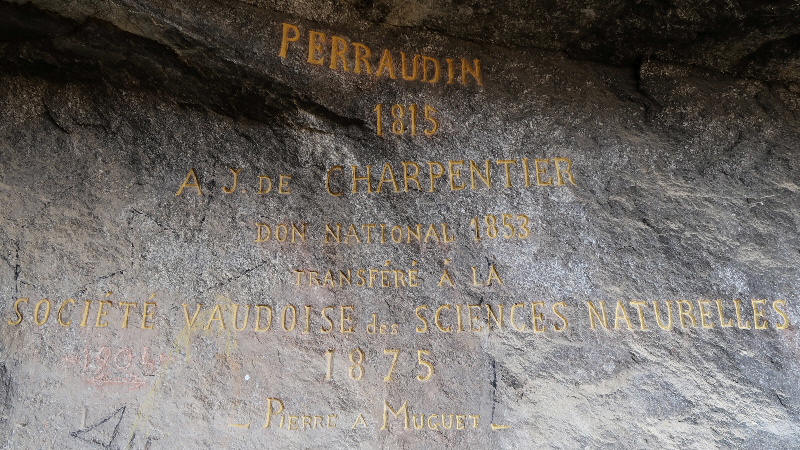 PERRAUDIN
1815
A J DE CHARPENTIER
DON NATIONAL 1853
TRANSFÉRÉ À LA
SOCIÉTÉ VAUDOISE des SCIENCES NATURELLES
1875
PIERRE A MUGUET